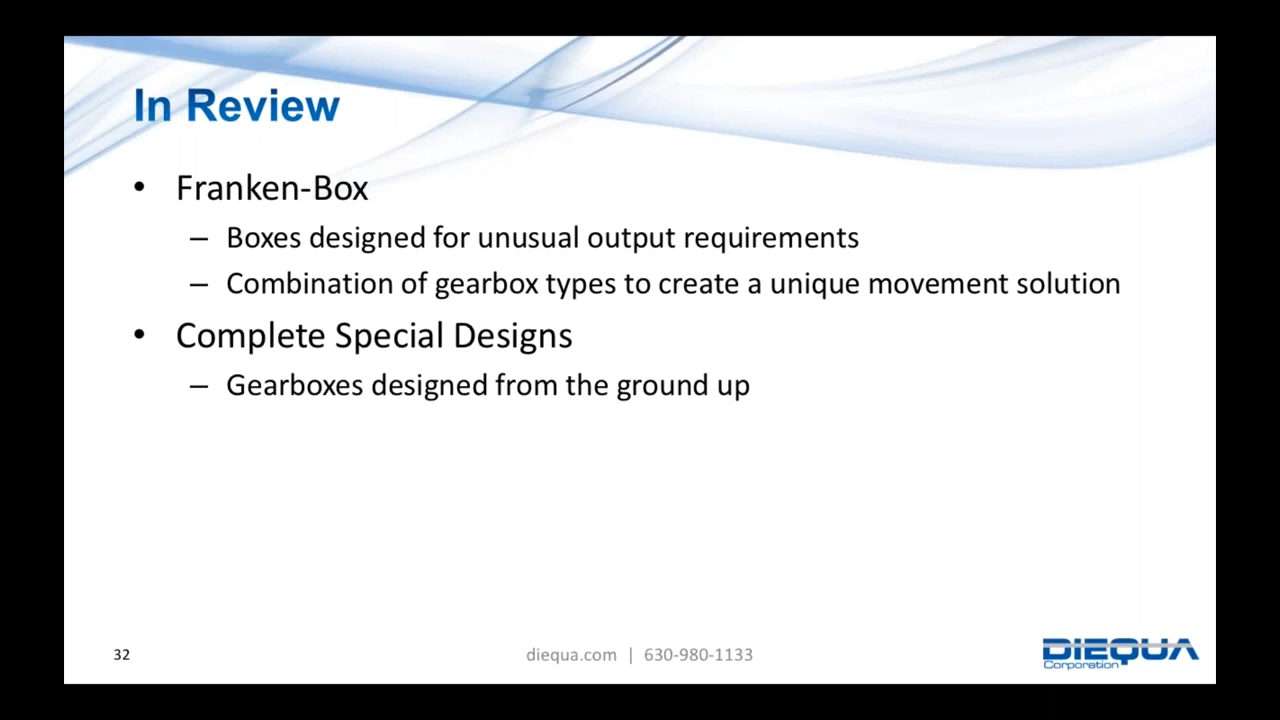 In Review
• Franken-Box
– Boxes designed for unusual output requirements
– Combination of gearbox types to create a unique movement solution
• Complete Special Designs
– Gearboxes designed from the ground up
32
diequa.com | 630-980-1133
DIEQUA
Corporation